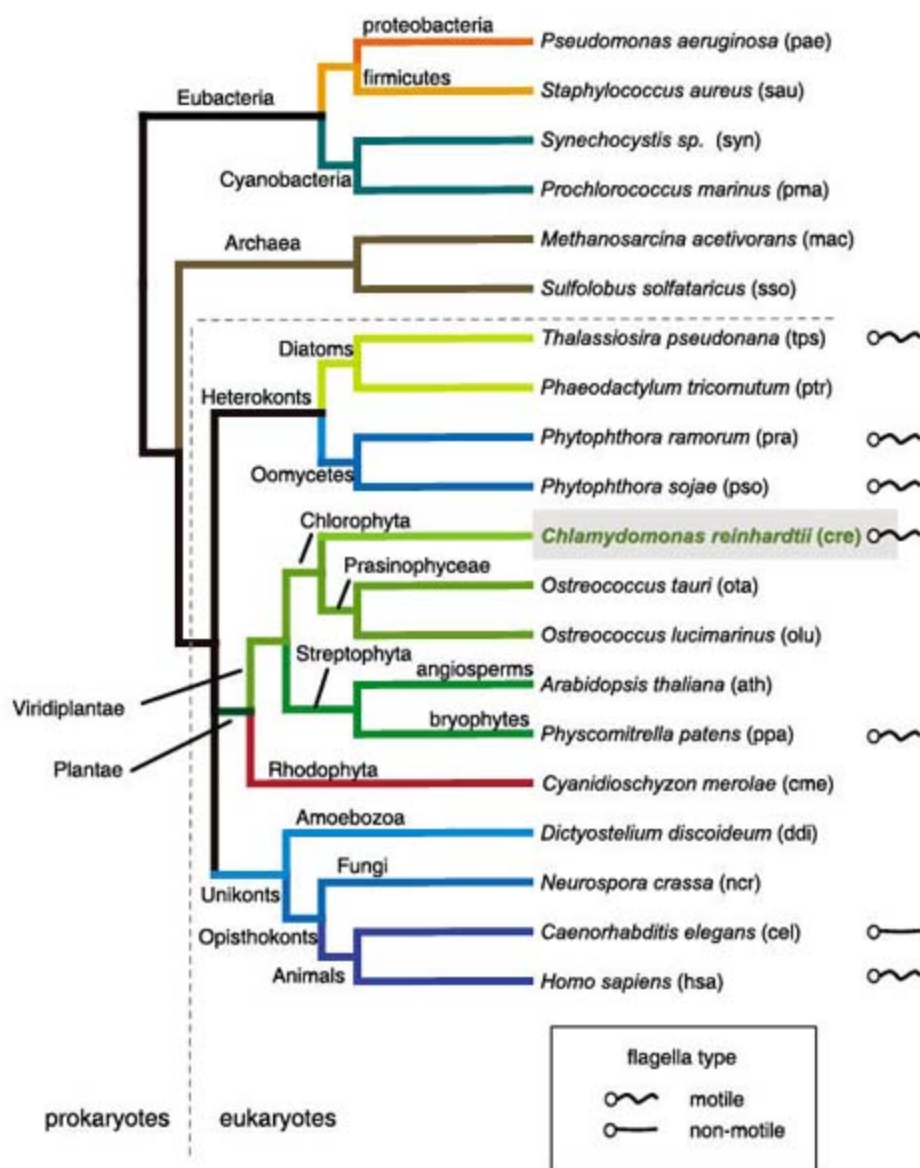 proteobacteria
Pseudomonas aeruginosa (pae)
firmicutes
Staphylococcus aureus (sau)
Eubacteria
Synechocystis sp. (syn)
Cyanobacteria
Prochlorococcus marinus (pma)
Archaea
Methanosarcina acetivorans (mac)
Sulfolobus solfataricus (sso)
Thalassiosira pseudonana (tps)
Diatoms
Phaeodactylum tricornutum (ptr)
Heterokonts
Phytophthora ramorum (pra)
Oomycetes
Phytophthora sojae (pso)
Chlorophyta
Chlamydomonas reinhardtii (cre)
Prasinophyceae
Ostreococcus tauri (ota)
Ostreococcus lucimarinus (olu)
Streptophyta
angiosperms
Arabidopsis thaliana (ath)
Viridiplantae
bryophytes
Physcomitrella patens (ppa)
Plantae
Rhodophyta
Cyanidioschyzon merolae (cme)
Amoebozoa
Dictyostelium discoideum (ddi)
Fungi
Neurospora crassa (ncr)
Unikonts
Opisthokonts
Caenorhabditis elegans (cel)
Animals
Homo sapiens (hsa)
flagella type
motile
non-motile
prokaryotes
eukaryotes